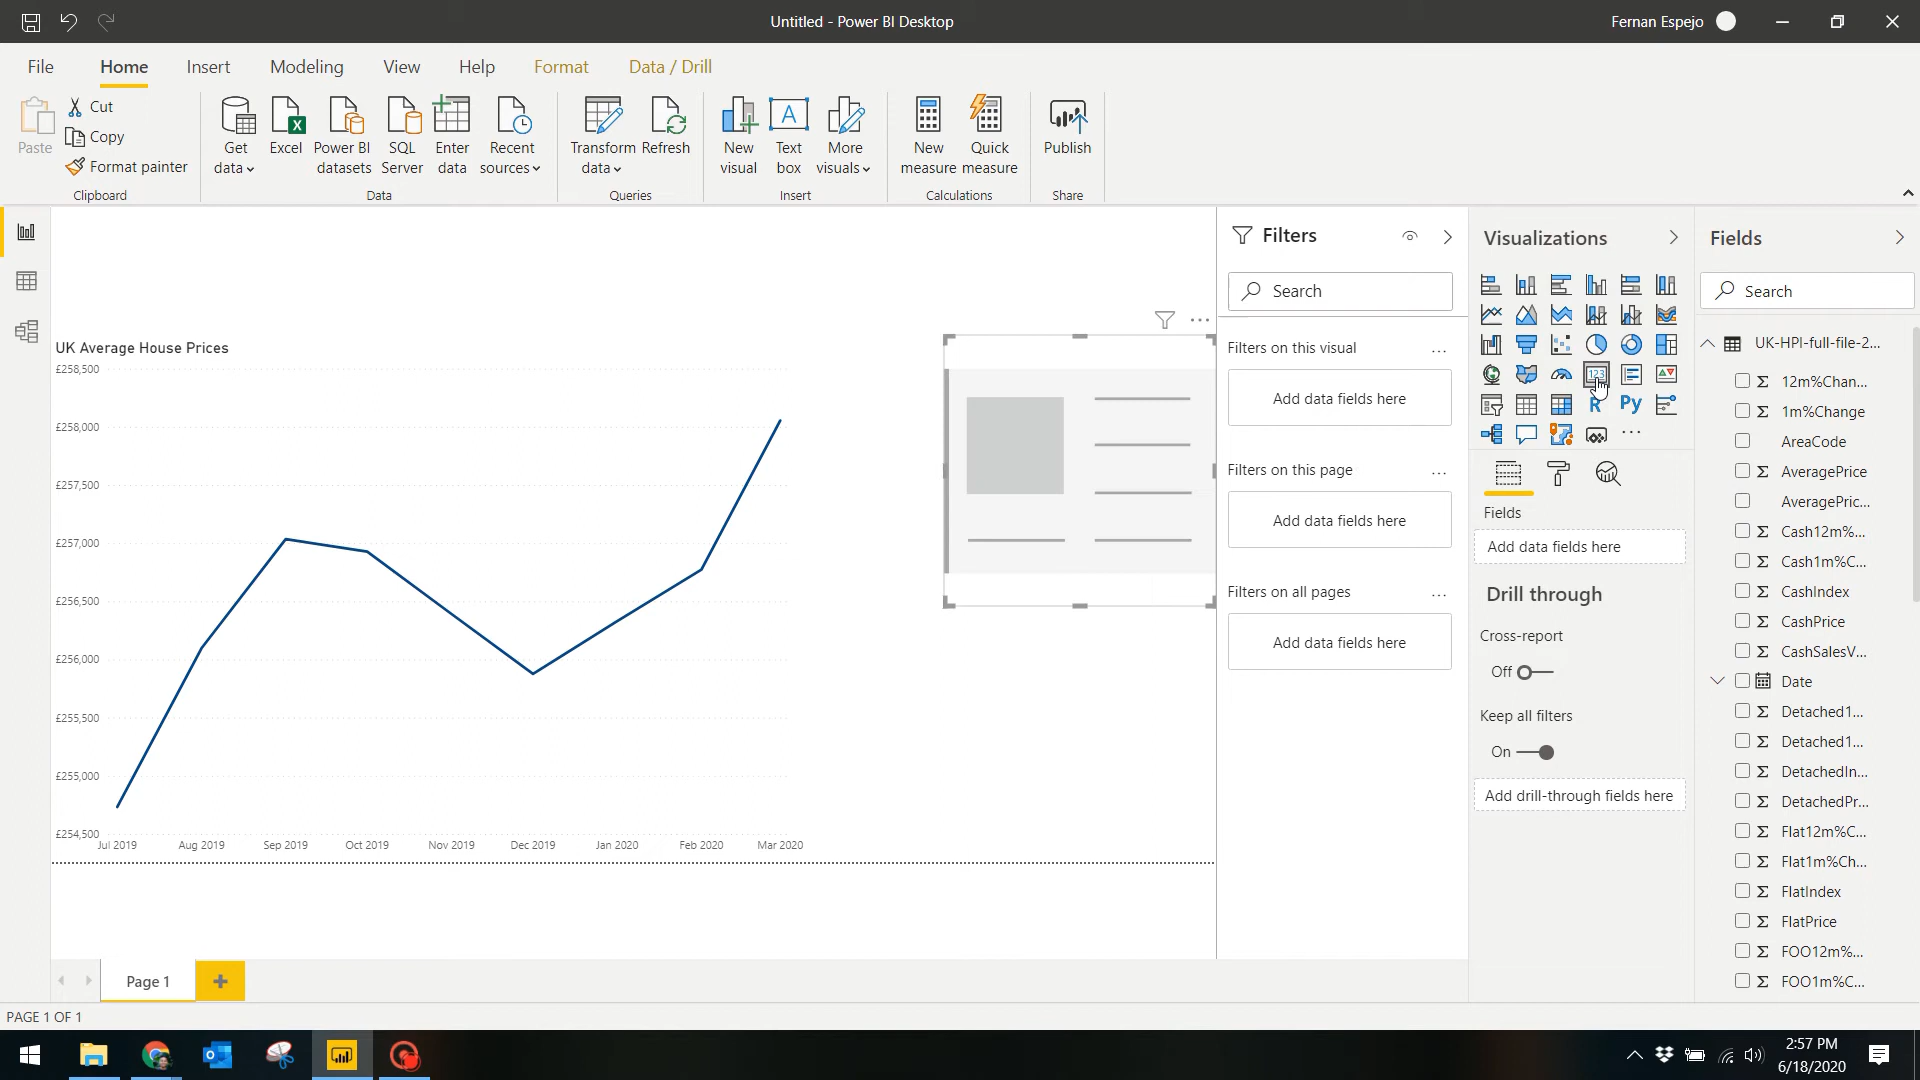 Untitled - Power BI Desktop
Fernan Espejo
File
Home
Insert
Modeling
View
Help
Format
Data / Drill
Paste
Cut
Copy
Format painter
Clipboard
Get data
Excel
Power BI datasets
SQL Server
Enter data
Recent sources
Data
Transform data
Refresh
Queries
New visual
A
Text box
More visuals
Insert
New measure
Quick measure
Calculations
Publish
Share
UK Average House Prices
£258,500
£258,000
£257,500
£257,000
£256,500
£256,000
£255,500
£255,000
£254,500
Jul 2019
Aug 2019
Sep 2019
Oct 2019
Nov 2019
Dec 2019
Jan 2020
Feb 2020
Mar 2020
Filters
Search
Filters on this visual
...
Add data fields here
Filters on this page
...
Add data fields here
Filters on all pages
...
Add data fields here
Visualizations
123
R
Py
...
Fields
Add data fields here
Drill through
Cross-report
Off
Keep all filters
On
Add drill-through fields here
Fields
Search
UK-HPI-full-file-2...
Σ 12m%Chan...
Σ 1m%Change
AreaCode
Σ AveragePrice
AveragePric...
Σ Cash12m%...
Σ Cash1m%C...
Σ CashIndex
Σ CashPrice
Σ CashSalesV...
Date
Σ Detached1...
Σ Detached1...
Σ DetachedIn...
Σ DetachedPr...
Σ Flat12m%C...
Σ Flat1m%Ch...
Σ FlatIndex
Σ FlatPrice
Σ FOO12m%...
Σ FOO1m%C...
Page 1
PAGE 1 OF 1
2:57 PM
6/18/2020